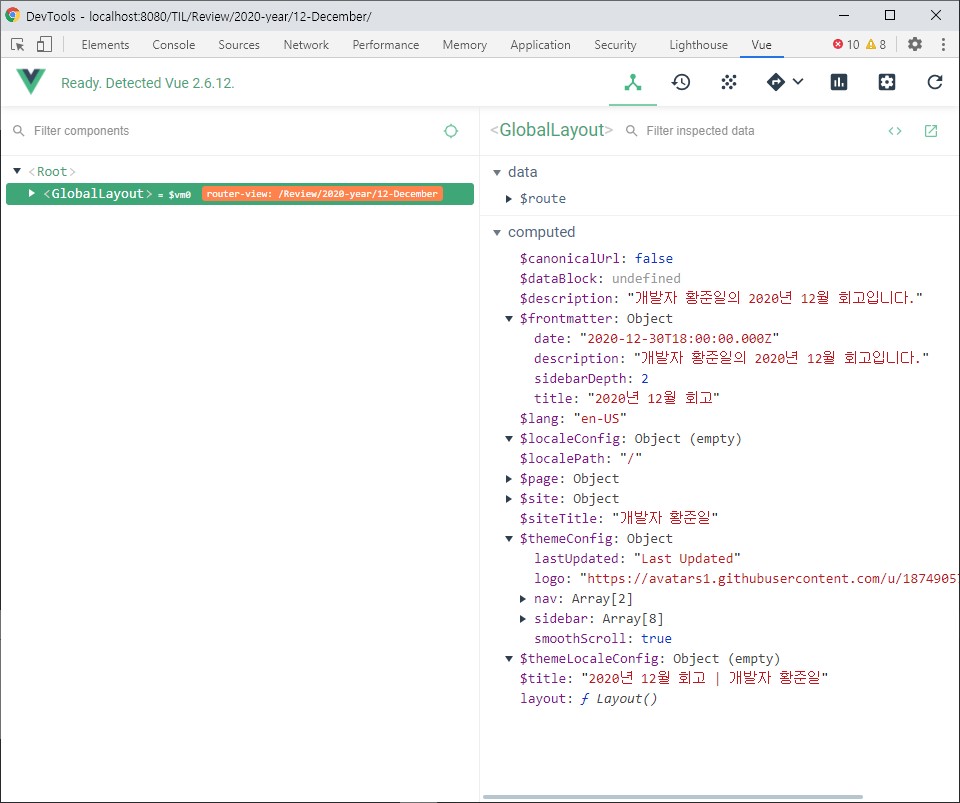 DevTools - localhost:8080/TIL/Review/2020-year/12-December/
Elements Console Sources Network Performance Memory Application Security Lighthouse Vue 10 8
Ready. Detected Vue 2.6.12.
Filter components
<Root>
<GlobalLayout> = $vm0 router-view: /Review/2020-year/12-December
<GlobalLayout> Filter inspected data
data
$route
computed
$canonicalUrl: false
$dataBlock: undefined
$description: "개발자 황준일의 2020년 12월 회고입니다."
$frontmatter: Object
date: "2020-12-30T18:00:00.000Z"
description: "개발자 황준일의 2020년 12월 회고입니다."
sidebarDepth: 2
title: "2020년 12월 회고"
$lang: "en-US"
$localeConfig: Object (empty)
$localePath: "/"
$page: Object
$site: Object
$siteTitle: "개발자 황준일"
$themeConfig: Object
lastUpdated: "Last Updated"
logo: "https://avatars1.githubusercontent.com/u/1874905
nav: Array[2]
sidebar: Array[8]
smoothScroll: true
$themeLocaleConfig: Object (empty)
$title: "2020년 12월 회고 | 개발자 황준일"
layout: ƒ Layout()